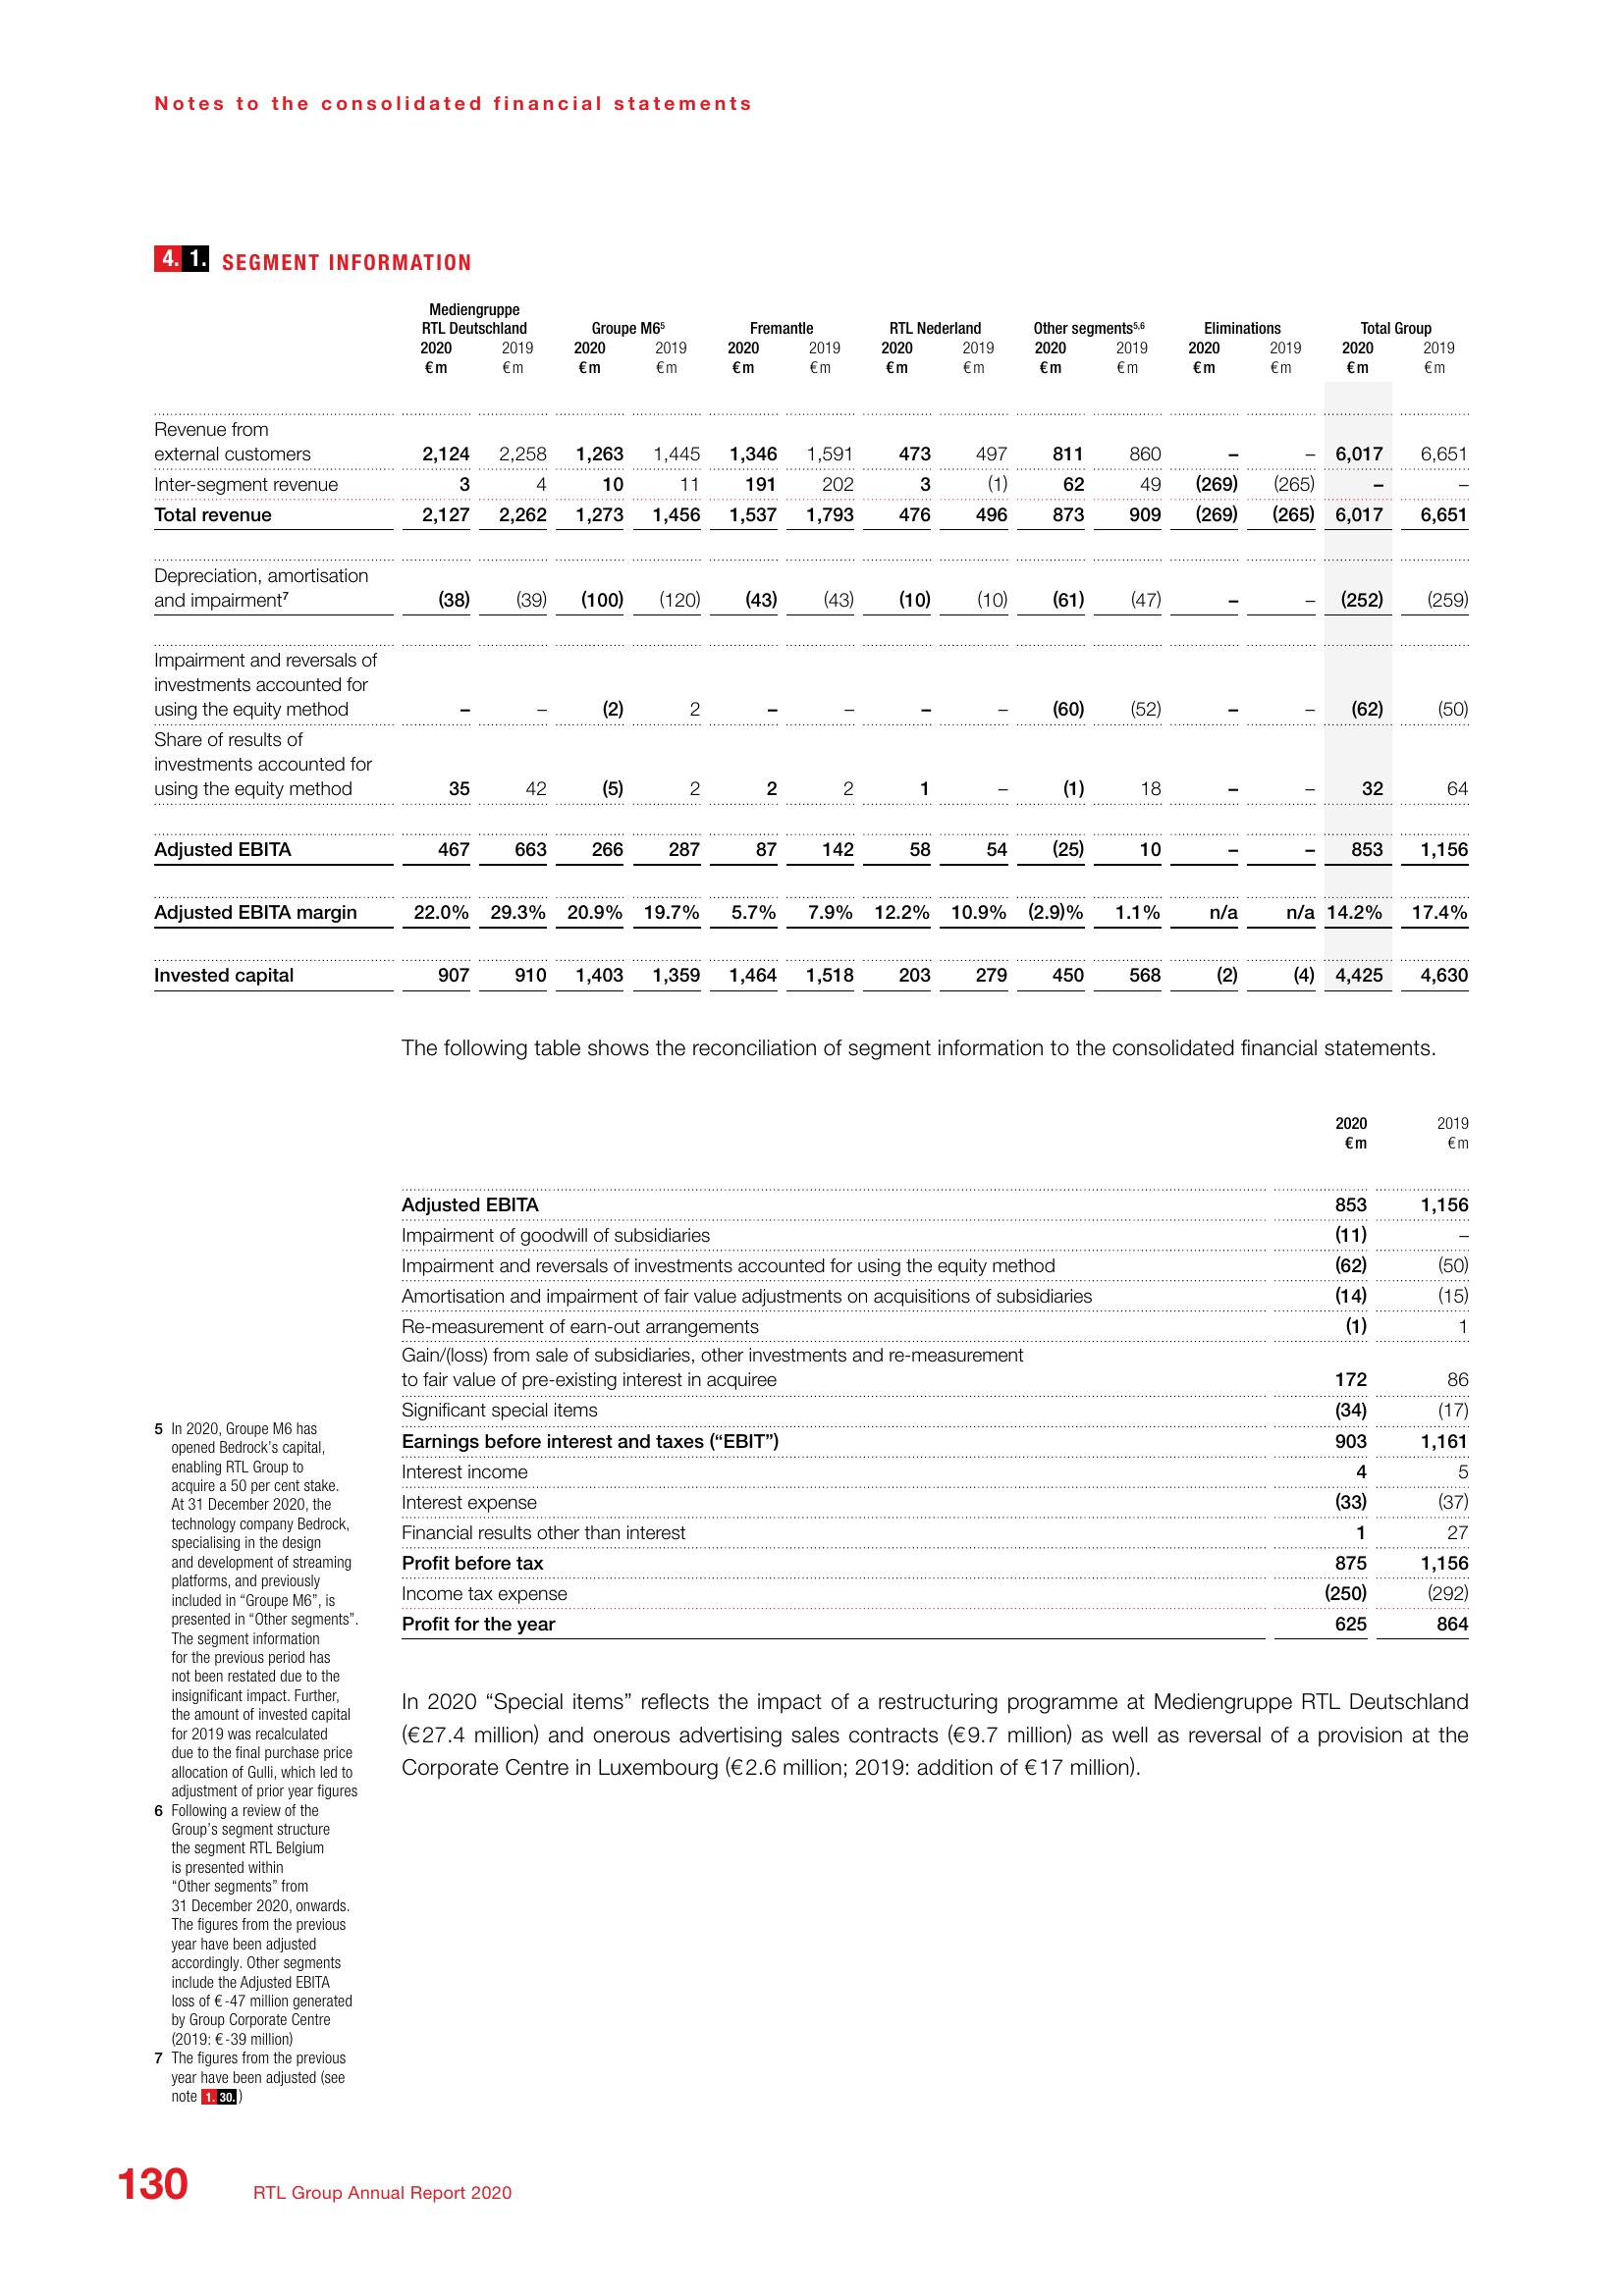 Notes to the consolidated financial statements
4. 1. SEGMENT INFORMATION
Mediengruppe
RTL Deutschland Groupe M6⁵ Fremantle RTL Nederland Other segments⁵,⁶ Eliminations Total Group
2020 2019 2020 2019 2020 2019 2020 2019 2020 2019 2020 2019 2020 2019
€m €m €m €m €m €m €m €m €m €m €m €m €m €m
Revenue from
external customers 2,124 2,258 1,263 1,445 1,346 1,591 473 497 811 860 – – 6,017 6,651
Inter-segment revenue 3 4 10 11 191 202 3 (1) 62 49 (269) (265) – –
Total revenue 2,127 2,262 1,273 1,456 1,537 1,793 476 496 873 909 (269) (265) 6,017 6,651
Depreciation, amortisation
and impairment⁷ (38) (39) (100) (120) (43) (43) (10) (10) (61) (47) – – (252) (259)
Impairment and reversals of
investments accounted for
using the equity method – – (2) 2 – – – – (60) (52) – – (62) (50)
Share of results of
investments accounted for
using the equity method 35 42 (5) 2 2 2 1 – (1) 18 – – 32 64
Adjusted EBITA 467 663 266 287 87 142 58 54 (25) 10 – – 853 1,156
Adjusted EBITA margin 22.0% 29.3% 20.9% 19.7% 5.7% 7.9% 12.2% 10.9% (2.9)% 1.1% n/a n/a 14.2% 17.4%
Invested capital 907 910 1,403 1,359 1,464 1,518 203 279 450 568 (2) (4) 4,425 4,630
The following table shows the reconciliation of segment information to the consolidated financial statements.
2020 2019
€m €m
Adjusted EBITA 853 1,156
Impairment of goodwill of subsidiaries (11) –
Impairment and reversals of investments accounted for using the equity method (62) (50)
Amortisation and impairment of fair value adjustments on acquisitions of subsidiaries (14) (15)
Re-measurement of earn-out arrangements (1) 1
Gain/(loss) from sale of subsidiaries, other investments and re-measurement
to fair value of pre-existing interest in acquiree 172 86
Significant special items (34) (17)
Earnings before interest and taxes (“EBIT”) 903 1,161
Interest income 4 5
Interest expense (33) (37)
Financial results other than interest 1 27
Profit before tax 875 1,156
Income tax expense (250) (292)
Profit for the year 625 864
In 2020 “Special items” reflects the impact of a restructuring programme at Mediengruppe RTL Deutschland
(€27.4 million) and onerous advertising sales contracts (€9.7 million) as well as reversal of a provision at the
Corporate Centre in Luxembourg (€2.6 million; 2019: addition of €17 million).
5 In 2020, Groupe M6 has
opened Bedrock’s capital,
enabling RTL Group to
acquire a 50 per cent stake.
At 31 December 2020, the
technology company Bedrock,
specialising in the design
and development of streaming
platforms, and previously
included in “Groupe M6”, is
presented in “Other segments”.
The segment information
for the previous period has
not been restated due to the
insignificant impact. Further,
the amount of invested capital
for 2019 was recalculated
due to the final purchase price
allocation of Gulli, which led to
adjustment of prior year figures
6 Following a review of the
Group’s segment structure
the segment RTL Belgium
is presented within
“Other segments” from
31 December 2020, onwards.
The figures from the previous
year have been adjusted
accordingly. Other segments
include the Adjusted EBITA
loss of €-47 million generated
by Group Corporate Centre
(2019: €-39 million)
7 The figures from the previous
year have been adjusted (see
note 1. 30.)
130 RTL Group Annual Report 2020